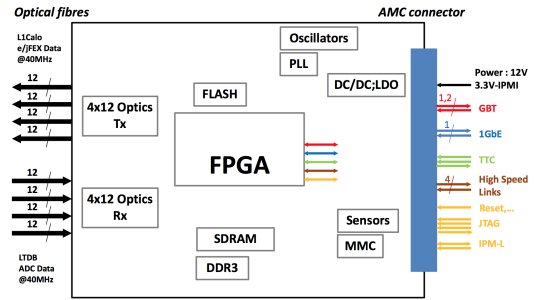 Optical fibres
AMC connector
L1Calo
e/jFEX Data
@40MHz
12
12
12
12
4x12 Optics
Tx
12
12
12
12
4x12 Optics
Rx
LTDB
ADC Data
@40MHz
Oscillators
PLL
DC/DC;LDO
FLASH
FPGA
Sensors
MMC
SDRAM
DDR3
Power : 12V
3.3V-IPMI
1,2
GBT
1
1GbE
TTC
4
High Speed
Links
Reset,...
JTAG
IPM-L